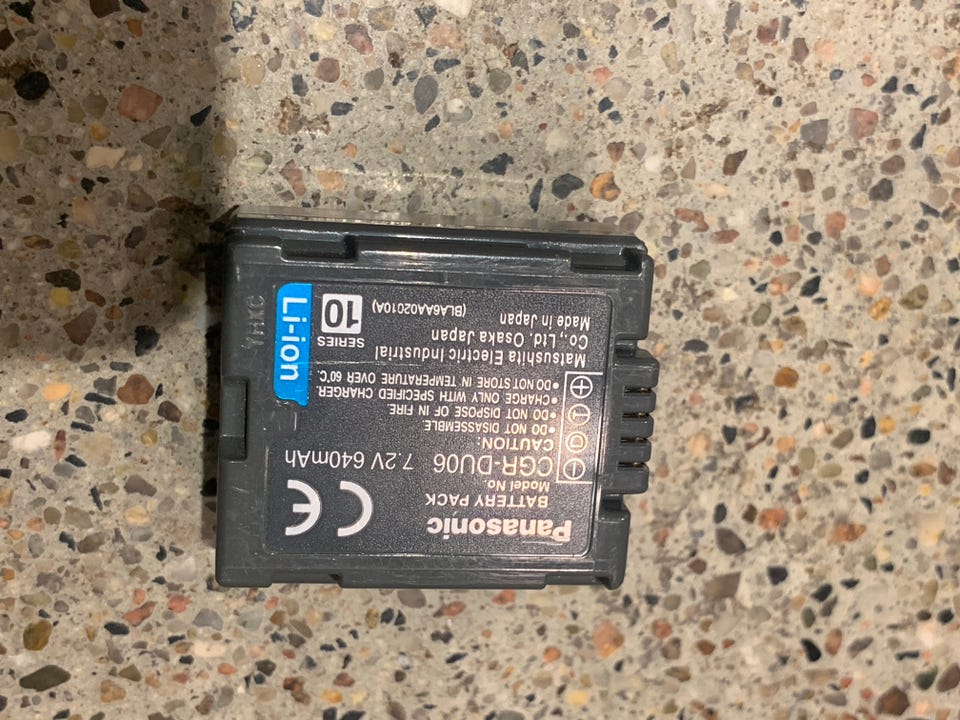 Panasonic
BATTERY PACK
Model No.
CGR-DU06 7.2V 640mAh
CAUTION:
• DO NOT DISASSEMBLE.
• DO NOT DISPOSE OF IN FIRE.
• CHARGE ONLY WITH SPECIFIED CHARGER.
• DO NOT STORE IN TEMPERATURE OVER 60°C.
Matsushita Electric Industrial
Co., Ltd. Osaka Japan
Made in Japan (BLA6AA02010A)
CE
SERIES
10
Li-ion